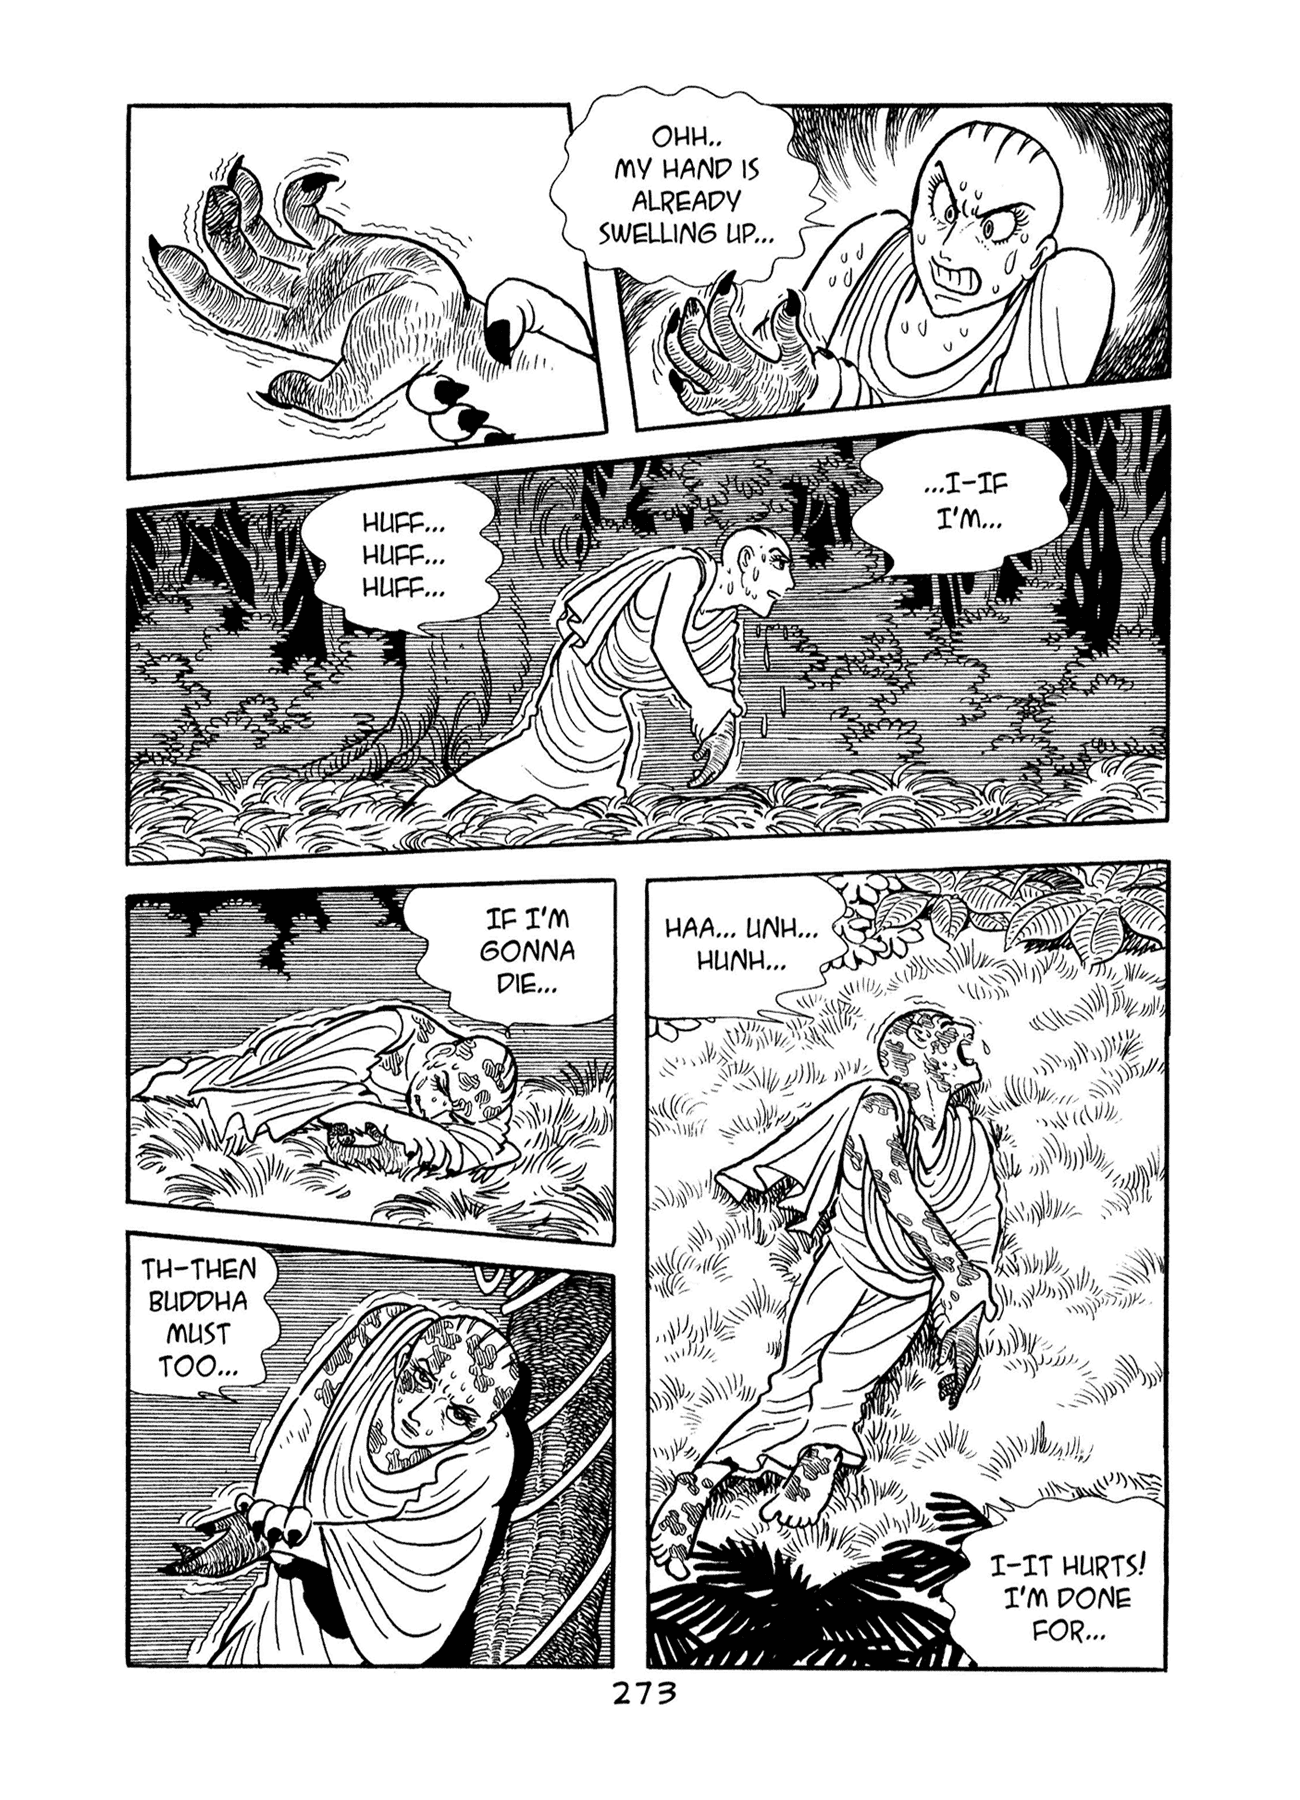 OHH..
MY HAND IS
ALREADY
SWELLING UP...
HUFF...
HUFF...
HUFF...
...I-IF
I'M...
IF I'M
GONNA
DIE...
TH-THEN
BUDDHA
MUST
TOO...
HAA... UNH...
HUNH...
I-IT HURTS!
I'M DONE
FOR...
273